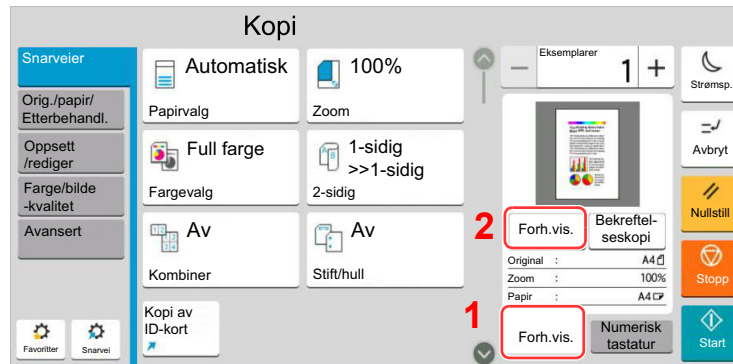 Kopi
Snarveier
Orig./papir/
Etterbehandl.
Oppsett
/rediger
Farge/bilde
-kvalitet
Avansert
Favoritter
Snarvei
Automatisk
Papirvalg
100%
Zoom
Full farge
Fargevalg
1-sidig
>>1-sidig
2-sidig
Av
Kombiner
Av
Stift/hull
Kopi av
ID-kort
Eksemplarer
1
2
Forh.vis.
Bekreftel-
seskopi
Original : A4
Zoom : 100%
Papir : A4
1
Forh.vis.
Numerisk
tastatur
Strømsp.
Avbryt
Nullstill
Stopp
Start